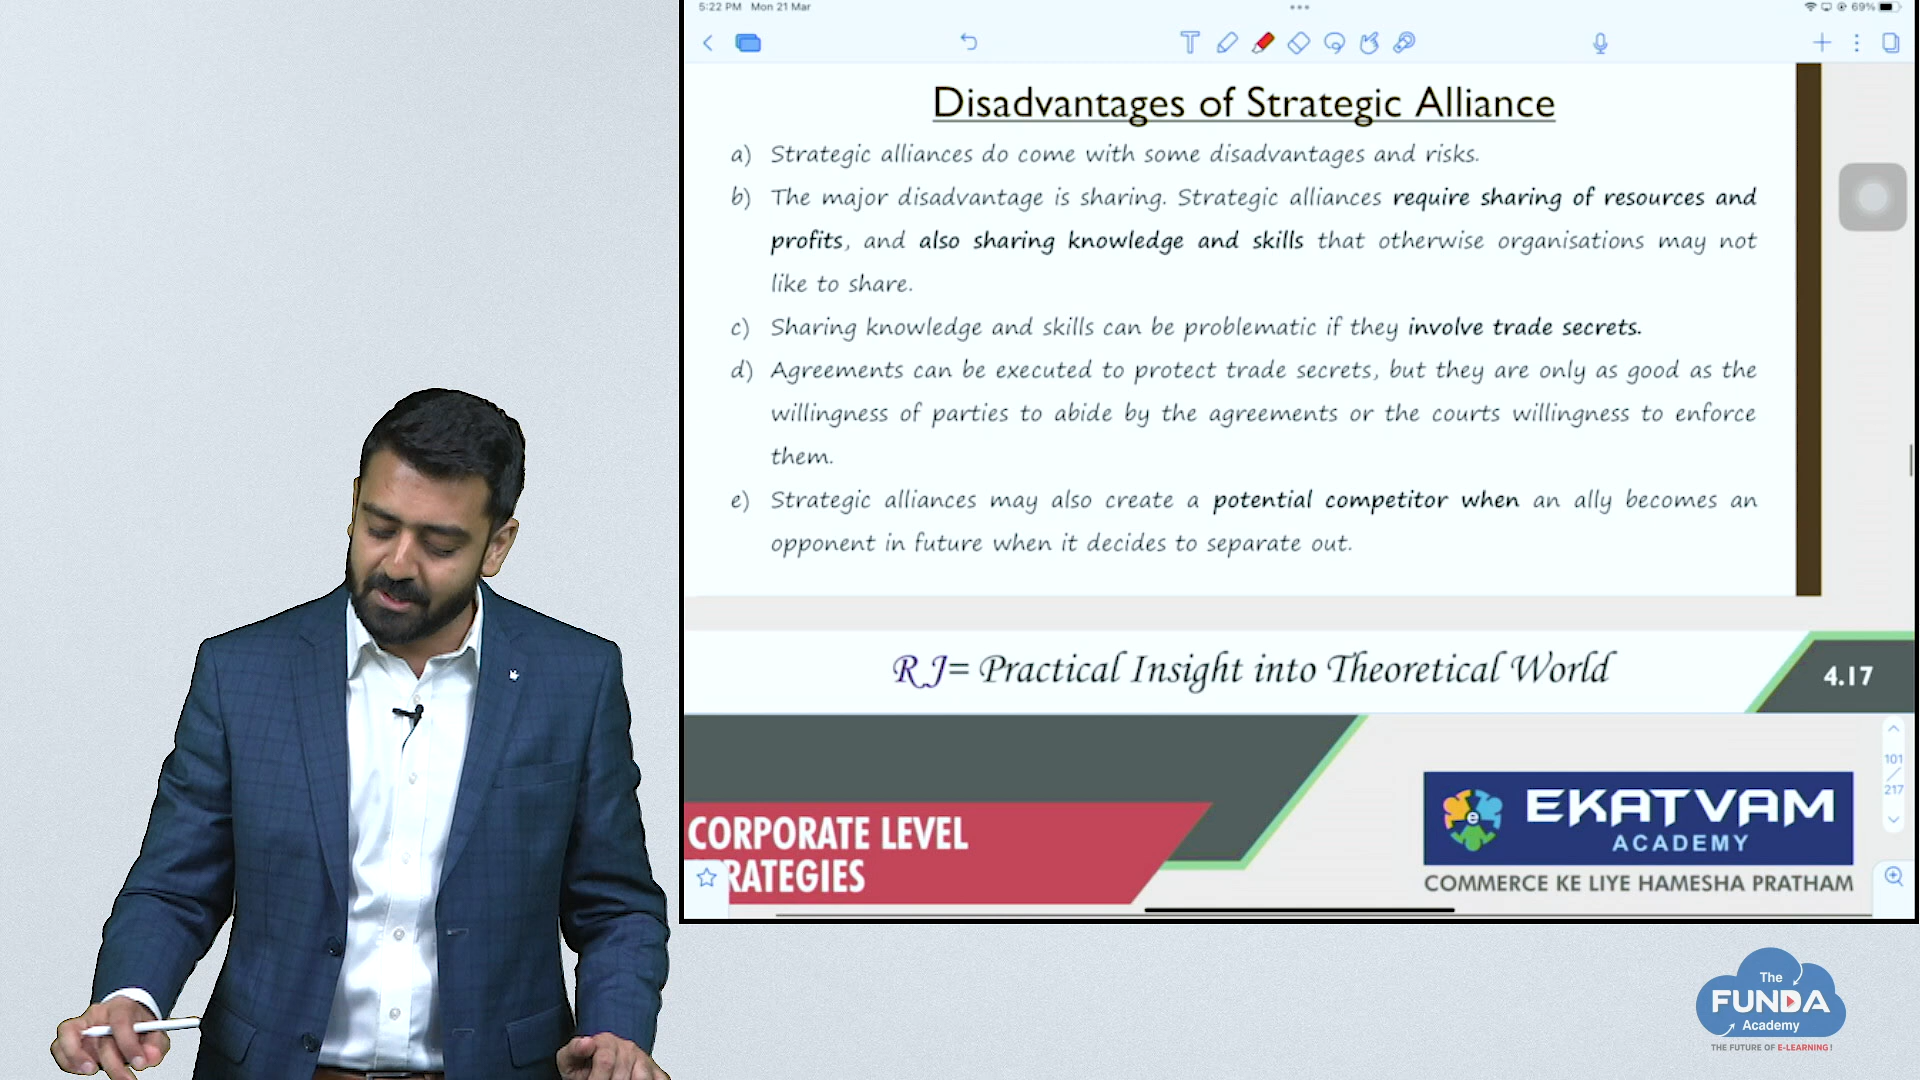 5:22 PM Mon 21 Mar
69%
Disadvantages of Strategic Alliance
a) Strategic alliances do come with some disadvantages and risks.
b) The major disadvantage is sharing. Strategic alliances require sharing of resources and
profits, and also sharing knowledge and skills that otherwise organisations may not
like to share.
c) Sharing knowledge and skills can be problematic if they involve trade secrets.
d) Agreements can be executed to protect trade secrets, but they are only as good as the
willingness of parties to abide by the agreements or the courts willingness to enforce
them.
e) Strategic alliances may also create a potential competitor when an ally becomes an
opponent in future when it decides to separate out.
RJ= Practical Insight into Theoretical World
4.17
101
/
217
CORPORATE LEVEL
RATEGIES
e
EKATVAM
ACADEMY
COMMERCE KE LIYE HAMESHA PRATHAM
The
FUNDA
Academy
THE FUTURE OF E-LEARNING!